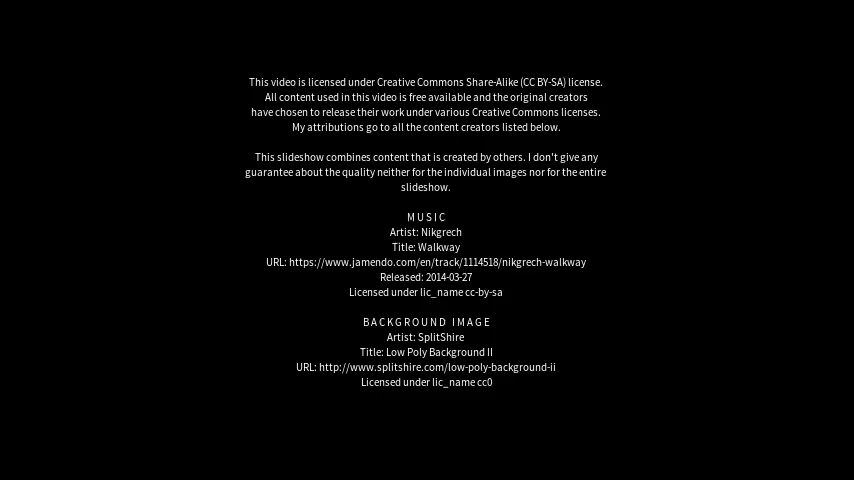 This video is licensed under Creative Commons Share-Alike (CC BY-SA) license.
All content used in this video is free available and the original creators
have chosen to release their work under various Creative Commons licenses.
My attributions go to all the content creators listed below.
This slideshow combines content that is created by others. I don't give any
guarantee about the quality neither for the individual images nor for the entire
slideshow.
MUSIC
Artist: Nikgrech
Title: Walkway
URL: https://www.jamendo.com/en/track/1114518/nikgrech-walkway
Released: 2014-03-27
Licensed under lic_name cc-by-sa
BACKGROUND IMAGE
Artist: SplitShire
Title: Low Poly Background II
URL: http://www.splitshire.com/low-poly-background-ii
Licensed under lic_name cc0